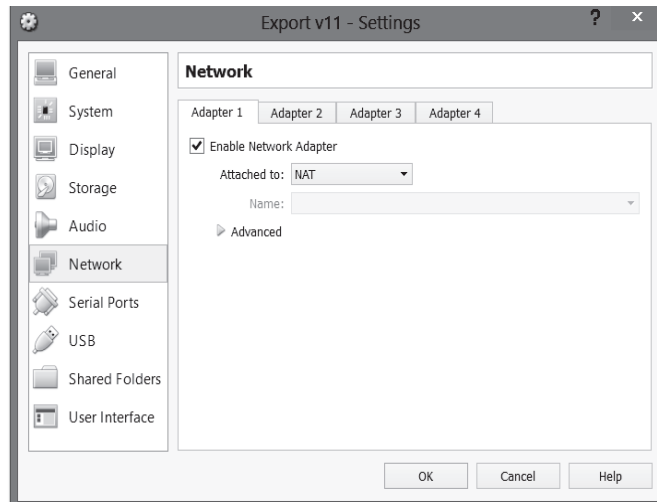 Export v11 - Settings ? ×
General
System
Display
Storage
Audio
Network
Serial Ports
USB
Shared Folders
User Interface
Network
Adapter 1 Adapter 2 Adapter 3 Adapter 4
Enable Network Adapter
Attached to: NAT
Name:
Advanced
OK Cancel Help